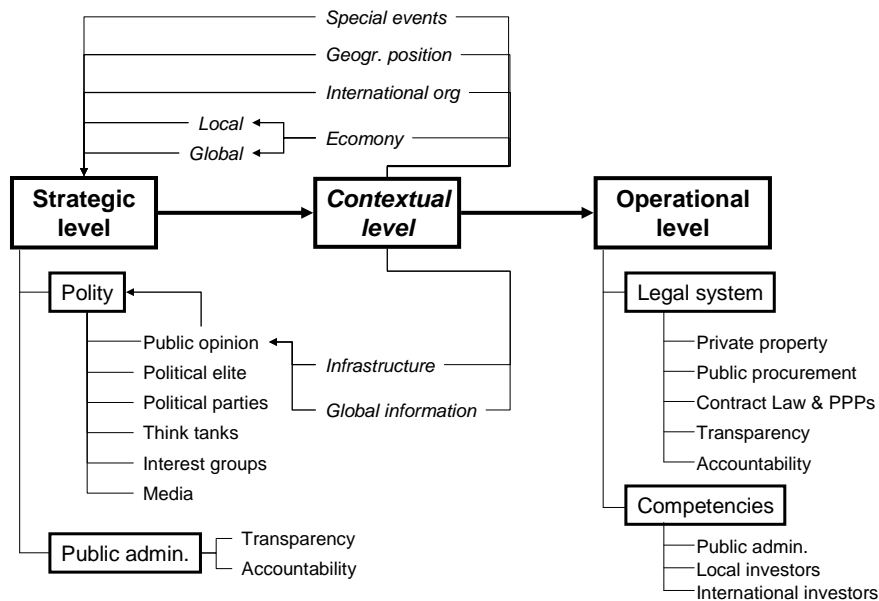 Special events
Geogr. position
International org
Local
Ecomony
Global
Strategic
level
Contextual
level
Operational
level
Polity
Public opinion
Political elite
Political parties
Think tanks
Interest groups
Media
Public admin.
Transparency
Accountability
Infrastructure
Global information
Legal system
Private property
Public procurement
Contract Law & PPPs
Transparency
Accountability
Competencies
Public admin.
Local investors
International investors